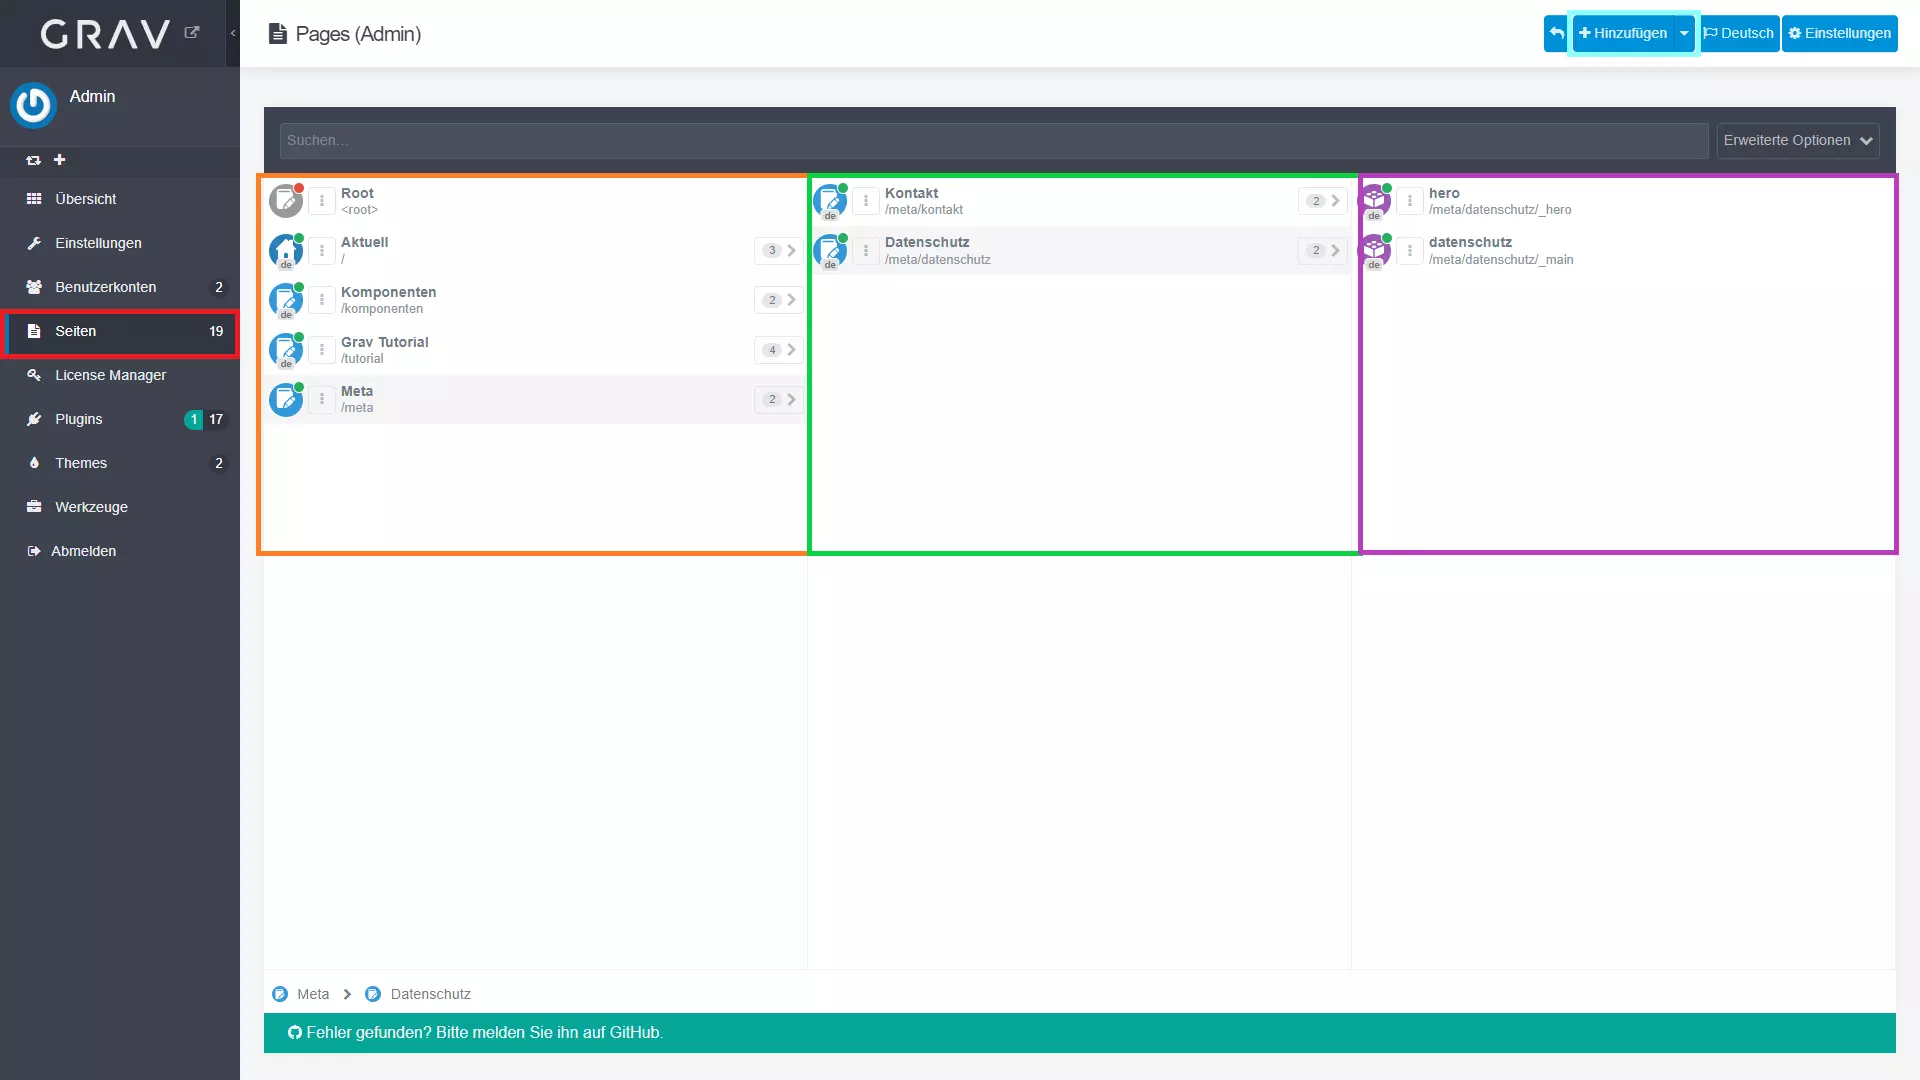 GRAV
Admin
Übersicht
Einstellungen
Benutzerkonten 2
Seiten 19
License Manager
Plugins 1 17
Themes 2
Werkzeuge
Abmelden
Pages (Admin)
Hinzufügen
Deutsch
Einstellungen
Suchen...
Erweiterte Optionen
Root
<root>
Aktuell
/
de
3
Komponenten
/komponenten
de
2
Grav Tutorial
/tutorial
de
4
Meta
/meta
2
Kontakt
/meta/kontakt
de
2
Datenschutz
/meta/datenschutz
de
2
hero
/meta/datenschutz/_hero
de
datenschutz
/meta/datenschutz/_main
de
Meta > Datenschutz
Fehler gefunden? Bitte melden Sie ihn auf GitHub.